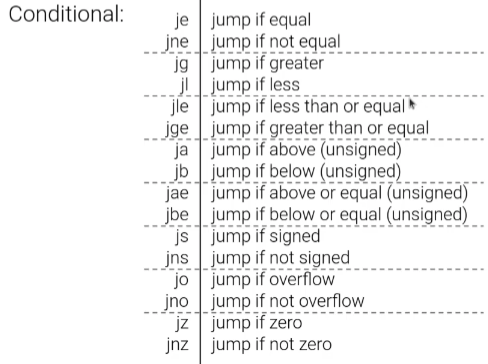 Conditional:
je jump if equal
jne jump if not equal
jg jump if greater
jl jump if less
jle jump if less than or equal
jge jump if greater than or equal
ja jump if above (unsigned)
jb jump if below (unsigned)
jae jump if above or equal (unsigned)
jbe jump if below or equal (unsigned)
js jump if signed
jns jump if not signed
jo jump if overflow
jno jump if not overflow
jz jump if zero
jnz jump if not zero